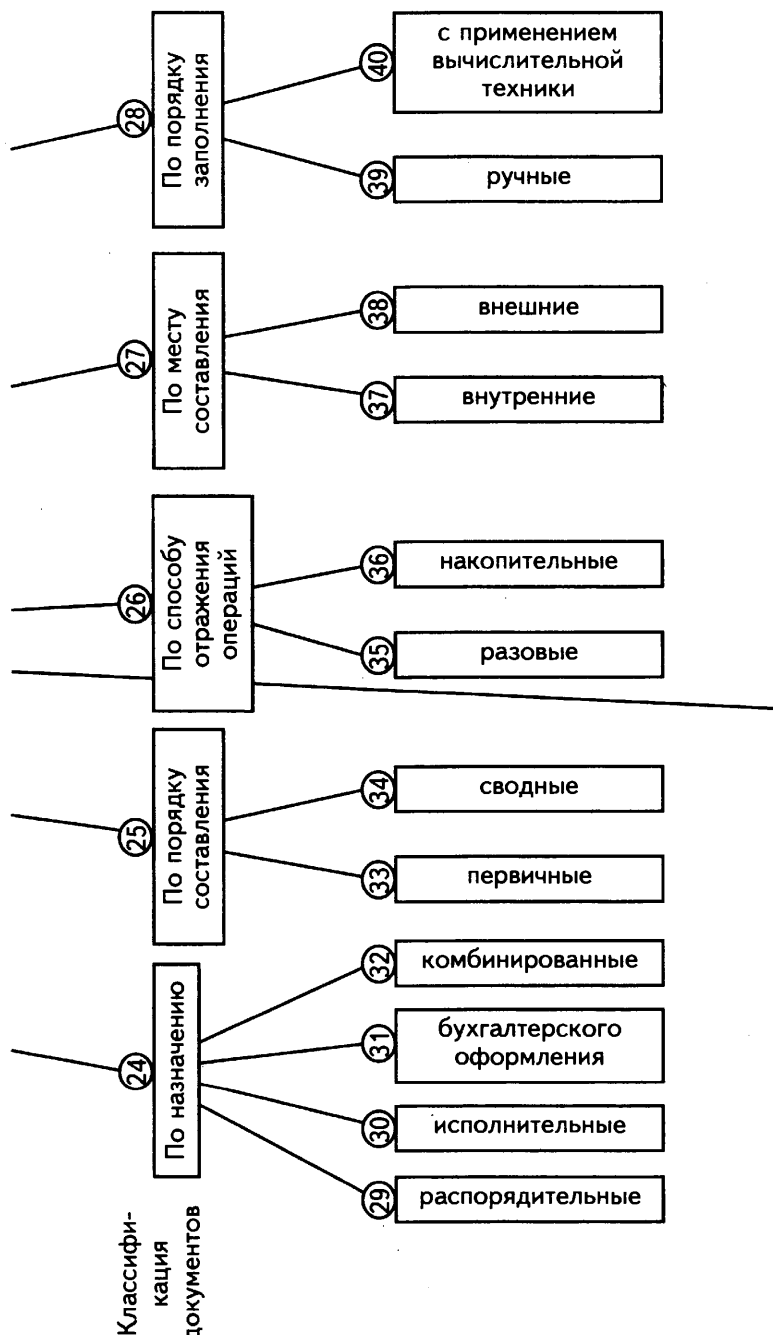 28
По порядку
заполнения
40
с применением
вычислительной
техники
39
ручные
27
По месту
составления
38
внешние
37
внутренние
26
По способу
отражения
операций
36
накопительные
35
разовые
25
По порядку
составления
34
сводные
33
первичные
24
По назначению
32
комбинированные
31
бухгалтерского
оформления
30
исполнительные
29
распорядительные
Классифи-
кация
документов